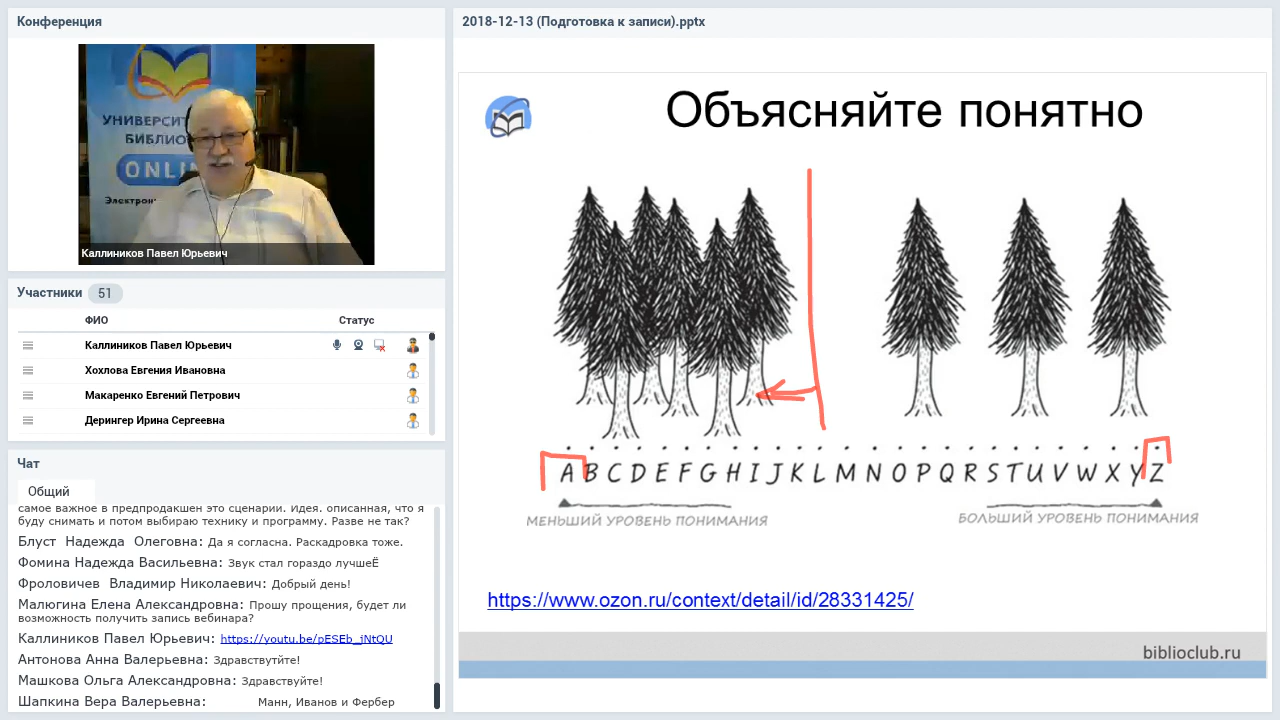 Конференция
УНИВЕРСИТ
БИБЛИО
ONLI
Электрон
Каллиников Павел Юрьевич
Участники 51
ФИО Статус
Каллиников Павел Юрьевич
Хохлова Евгения Ивановна
Макаренко Евгений Петрович
Дерингер Ирина Сергеевна
Чат
Общий
самое важное в предпродакшен это сценарии. Идея. описанная, что я
буду снимать и потом выбираю технику и программу. Разве не так?
Блуст Надежда Олеговна: Да я согласна. Раскадровка тоже.
Фомина Надежда Васильевна: Звук стал гораздо лучшеЁ
Фроловичев Владимир Николаевич: Добрый день!
Малюгина Елена Александровна: Прошу прощения, будет ли
возможность получить запись вебинара?
Каллиников Павел Юрьевич: https://youtu.be/pESEb_jNtQU
Антонова Анна Валерьевна: Здравствутйте!
Машкова Ольга Александровна: Здравствуйте!
Шапкина Вера Валерьевна: Манн, Иванов и Фербер
2018-12-13 (Подготовка к записи).pptx
Объясняйте понятно
A B C D E F G H I J K L M N O P Q R S T U V W X Y Z
МЕНЬШИЙ УРОВЕНЬ ПОНИМАНИЯ БОЛЬШИЙ УРОВЕНЬ ПОНИМАНИЯ
https://www.ozon.ru/context/detail/id/28331425/
biblioclub.ru